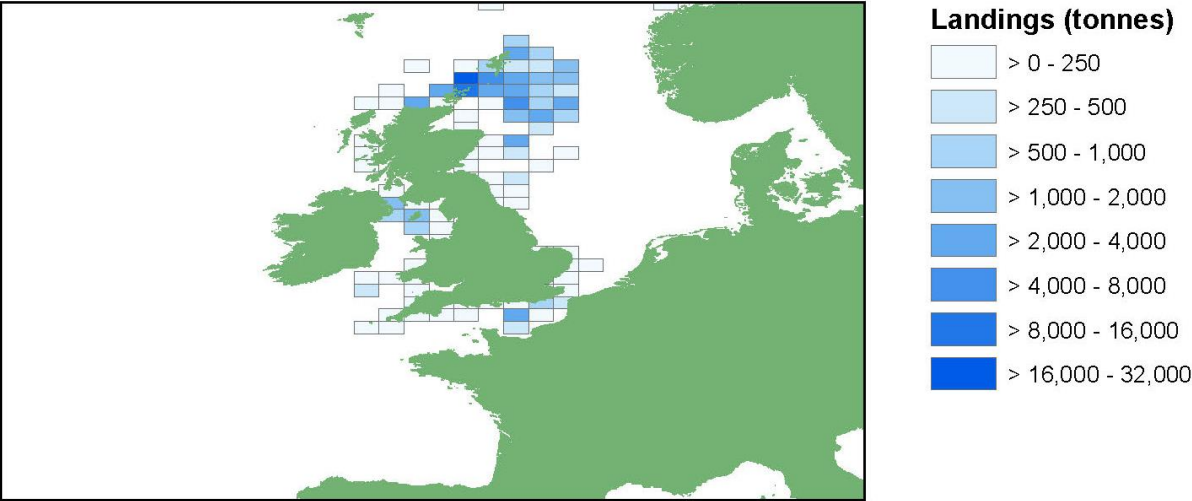 Landings (tonnes)
> 0 - 250
> 250 - 500
> 500 - 1,000
> 1,000 - 2,000
> 2,000 - 4,000
> 4,000 - 8,000
> 8,000 - 16,000
> 16,000 - 32,000